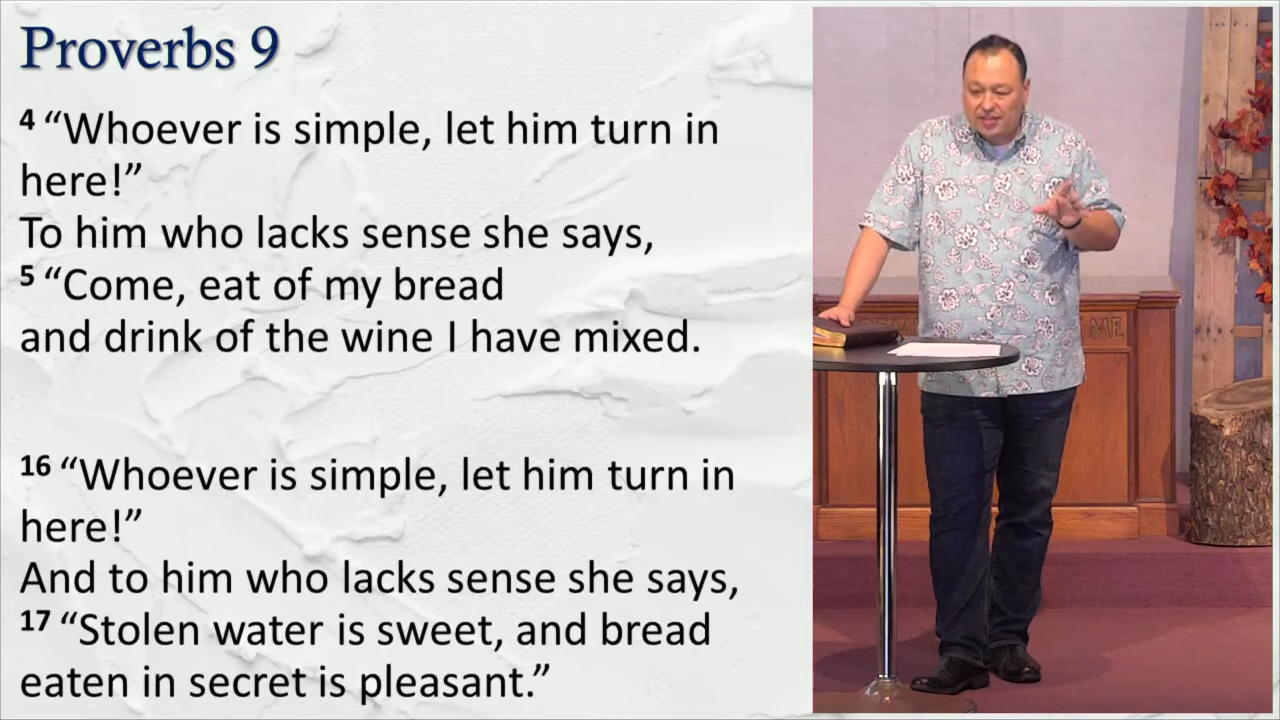 Proverbs 9
4 “Whoever is simple, let him turn in
here!”
To him who lacks sense she says,
5 “Come, eat of my bread
and drink of the wine I have mixed.
16 “Whoever is simple, let him turn in
here!”
And to him who lacks sense she says,
17 “Stolen water is sweet, and bread
eaten in secret is pleasant.”
ME